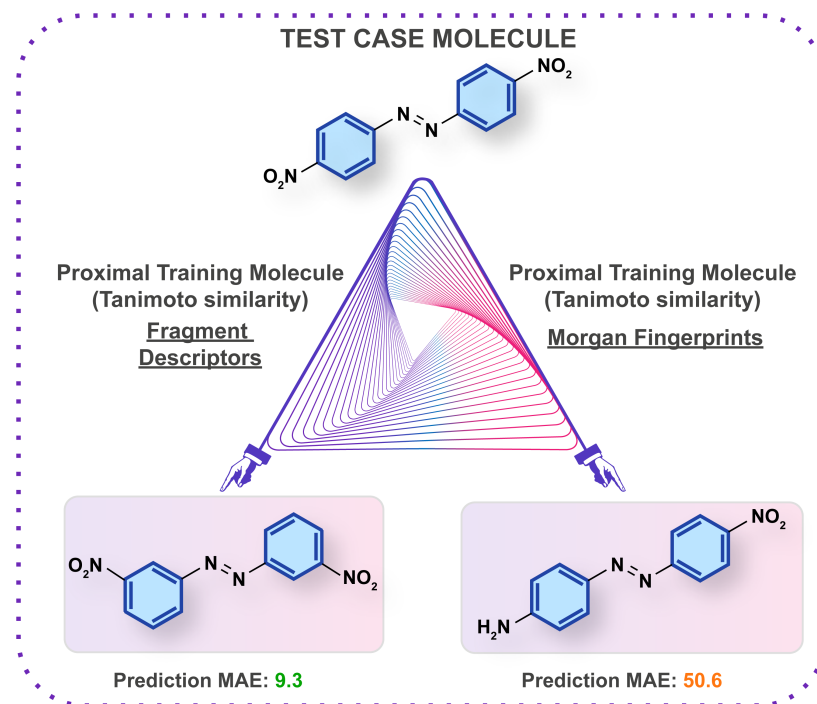 TEST CASE MOLECULE
NO₂
N
N
O₂N
Proximal Training Molecule
(Tanimoto similarity)
Fragment
Descriptors
Proximal Training Molecule
(Tanimoto similarity)
Morgan Fingerprints
O₂N
N
N
NO₂
Prediction MAE: 9.3
NO₂
N
N
H₂N
Prediction MAE: 50.6